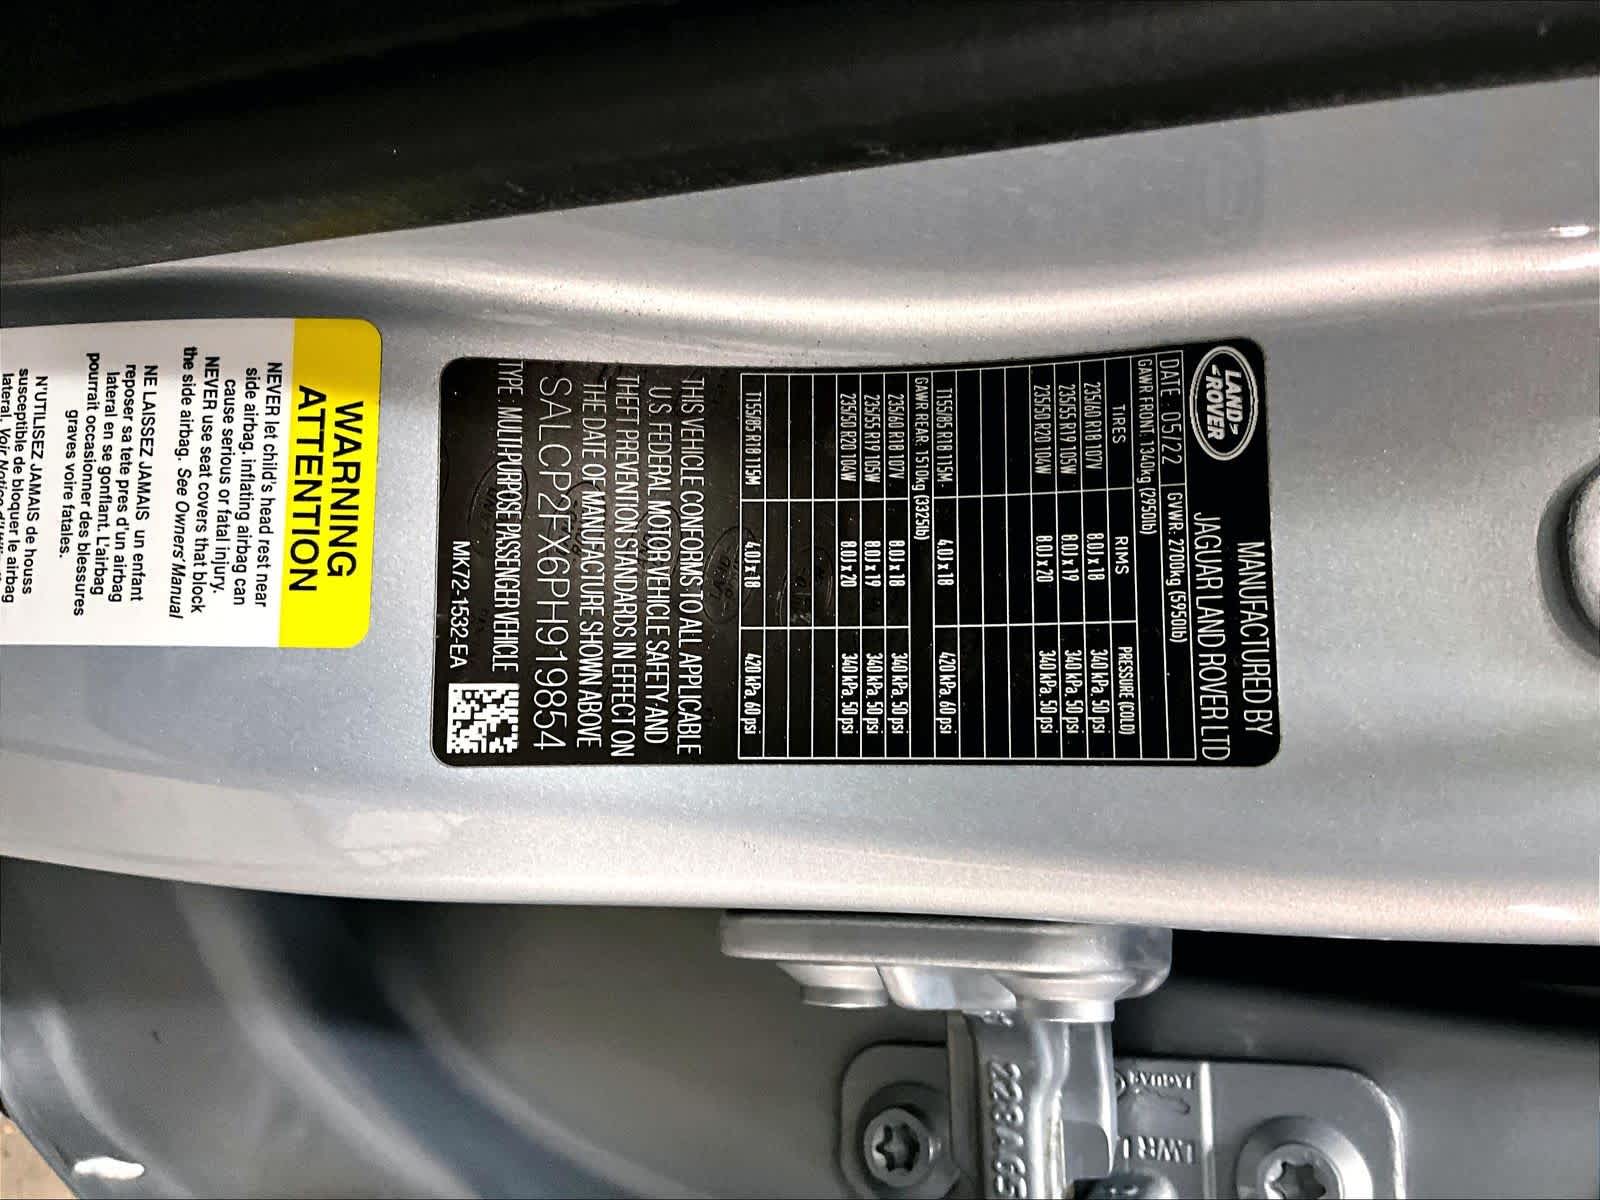 LAND-
-ROVER
MANUFACTURED BY
JAGUAR LAND ROVER LTD
DATE : 05/22 GVWR: 2700kg (5950lb)
GAWR FRONT: 1340kg (2950lb)
TIRES RIMS PRESSURE (COLD)
235/60 R18 107V 8.0J x 18 340 kPa, 50 psi
235/55 R19 105W 8.0J x 19 340 kPa, 50 psi
235/50 R20 104W 8.0J x 20 340 kPa, 50 psi
T155/85 R18 115M 4.0J x 18 420 kPa, 60 psi
GAWR REAR: 1510kg (3325lb)
235/60 R18 107V 8.0J x 18 340 kPa, 50 psi
235/55 R19 105W 8.0J x 19 340 kPa, 50 psi
235/50 R20 104W 8.0J x 20 340 kPa, 50 psi
T155/85 R18 115M 4.0J x 18 420 kPa, 60 psi
THIS VEHICLE CONFORMS TO ALL APPLICABLE
U.S. FEDERAL MOTOR VEHICLE SAFETY AND
THEFT PREVENTION STANDARDS IN EFFECT ON
THE DATE OF MANUFACTURE SHOWN ABOVE
SALCP2FX6PH919854
TYPE : MULTIPURPOSE PASSENGER VEHICLE
MK72-1532-EA
WARNING
ATTENTION
NEVER let child's head rest near
side airbag. Inflating airbag can
cause serious or fatal injury.
NEVER use seat covers that block
the side airbag. See Owners' Manual
NE LAISSEZ JAMAIS un enfant
reposer sa tete pres d'un airbag
lateral en se gonflant. L'airbag
pourrait occasionner des blessures
graves voire fatales.
N'UTILISEZ JAMAIS de houss
susceptible de bloquer le airbag
lateral. Voir
JAGUAR